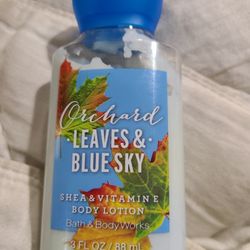 Orchard
·LEAVES &·
BLUE SKY
SHEA & VITAMIN E
BODY LOTION
Bath & Body Works
3 FL OZ / 88 mL